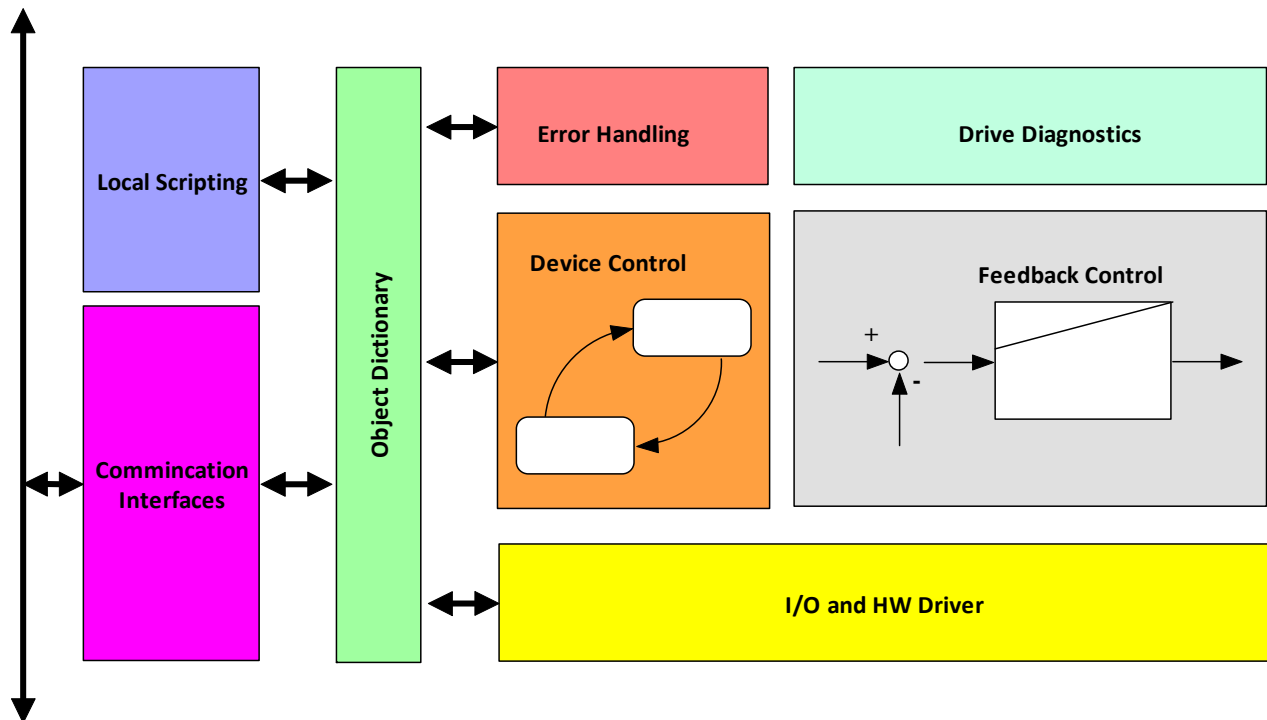 Error Handling
Drive Diagnostics
Local Scripting
Object Dictionary
Device Control
Feedback Control
+
-
Commincation
Interfaces
I/O and HW Driver